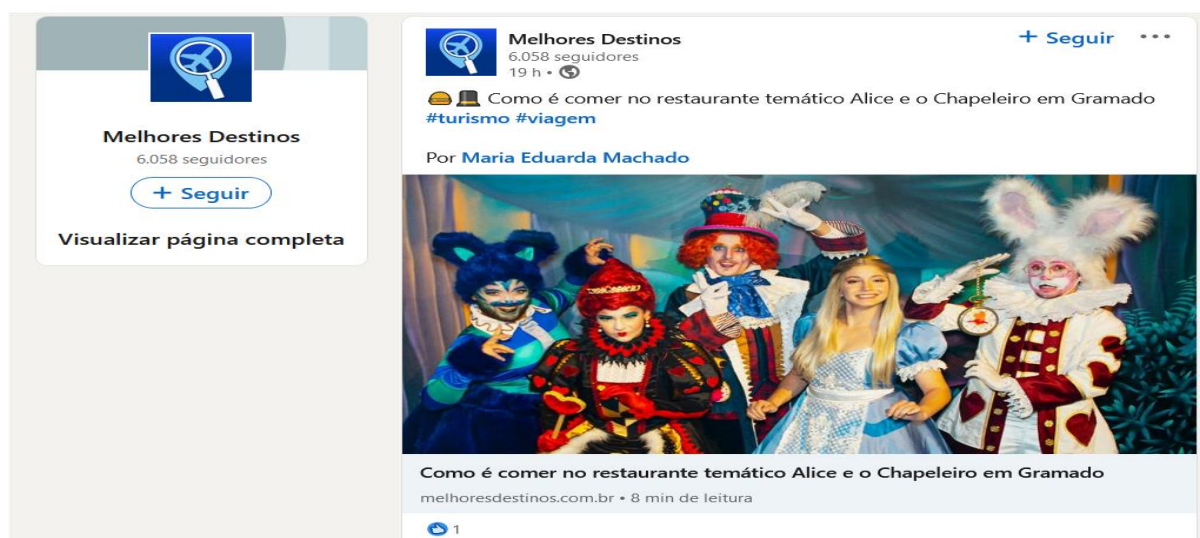 Melhores Destinos
6.058 seguidores
+ Seguir
Visualizar página completa
Melhores Destinos
6.058 seguidores
19 h •
+ Seguir
Como é comer no restaurante temático Alice e o Chapeleiro em Gramado
#turismo #viagem
Por Maria Eduarda Machado
Como é comer no restaurante temático Alice e o Chapeleiro em Gramado
melhoresdestinos.com.br • 8 min de leitura
1